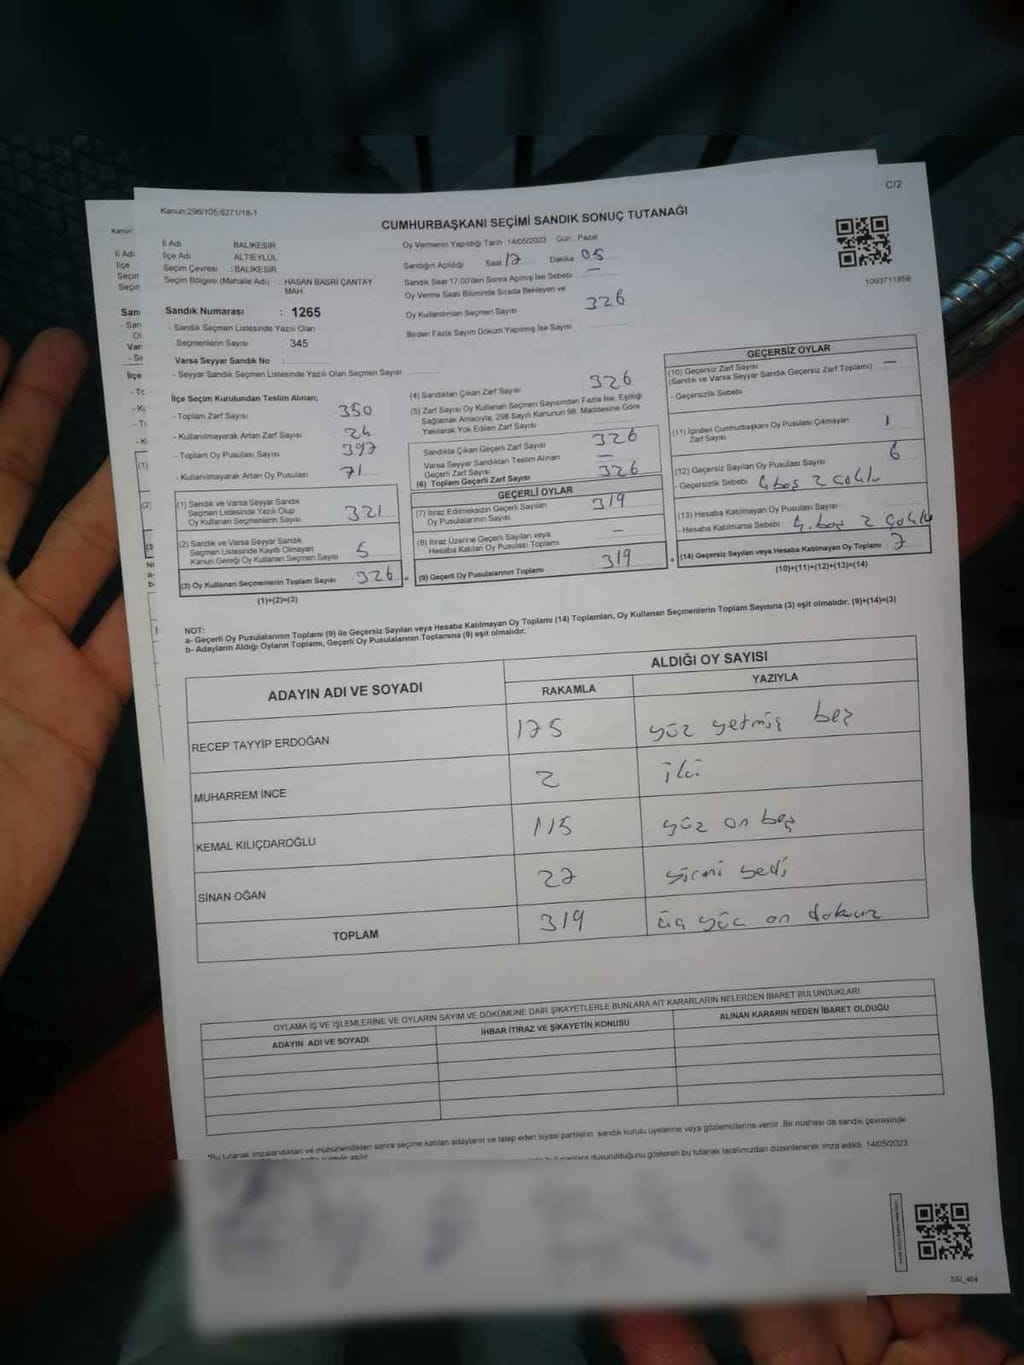 Kanun:298/105;6271/18-1
C/2
CUMHURBAŞKANI SEÇİMİ SANDIK SONUÇ TUTANAĞI
İl Adı BALIKESİR
İlçe Adı ALTIEYLÜL
Seçim Çevresi : BALIKESİR
Seçim Bölgesi (Mahalle Adı) : HASAN BASRİ ÇANTAY MAH.
Sandık Numarası : 1265
- Sandık Seçmen Listesinde Yazılı Olan
Seçmenlerin Sayısı : 345
Varsa Seyyar Sandık No :
- Seyyar Sandık Seçmen Listesinde Yazılı Olan Seçmen Sayısı:
Oy Vermenin Yapıldığı Tarih 14/05/2023 Gün : Pazar
Sandığın Açıldığı Saat 17 Dakika 05
Sandık Saat 17:00'den Sonra Açılmış İse Sebebi —
Oy Verme Saati Bitiminde Sırada Bekleyen ve
Oy Kullandırılan Seçmen Sayısı 326
Birden Fazla Sayım Döküm Yapılmış İse Sayısı
1093711858
İlçe Seçim Kurulundan Teslim Alınan;
- Toplam Zarf Sayısı 350
- Kullanılmayarak Artan Zarf Sayısı 24
- Toplam Oy Pusulası Sayısı 397
- Kullanılmayarak Artan Oy Pusulası 71
(1) Sandık ve Varsa Seyyar Sandık
Seçmen Listesinde Yazılı Olup
Oy Kullanan Seçmenlerin Sayısı 321
(2) Sandık ve Varsa Seyyar Sandık
Seçmen Listesinde Kayıtlı Olmayan
Kanun Gereği Oy Kullanan Seçmen Sayısı 5
(3) Oy Kullanan Seçmenlerin Toplam Sayısı 326 =
(1)+(2)=(3)
(4) Sandıktan Çıkan Zarf Sayısı 326
(5) Zarf Sayısı Oy Kullanan Seçmen Sayısından Fazla İse, Eşitliği
Sağlamak Amacıyla, 298 Sayılı Kanunun 98. Maddesine Göre
Yakılarak Yok Edilen Zarf Sayısı
Sandıkta Çıkan Geçerli Zarf Sayısı 326
Varsa Seyyar Sandıktan Teslim Alınan
Geçerli Zarf Sayısı —
(6) Toplam Geçerli Zarf Sayısı 326
GEÇERLİ OYLAR
(7) İtiraz Edilmeksizin Geçerli Sayılan
Oy Pusulalarının Sayısı 319
(8) İtiraz Üzerine Geçerli Sayılan veya
Hesaba Katılan Oy Pusulası Toplamı —
(9) Geçerli Oy Pusulalarının Toplamı 319 +
GEÇERSİZ OYLAR
(10) Geçersiz Zarf Sayısı —
(Sandık ve Varsa Seyyar Sandık Geçersiz Zarf Toplamı)
- Geçersizlik Sebebi
(11) İçinden Cumhurbaşkanı Oy Pusulası Çıkmayan
Zarf Sayısı 1
(12) Geçersiz Sayılan Oy Pusulası Sayısı 6
- Geçersizlik Sebebi 4 boş 2 çoklu
(13) Hesaba Katılmayan Oy Pusulası Sayısı
- Hesaba Katılmama Sebebi 4 boş 2 çoklu
(14) Geçersiz Sayılan veya Hesaba Katılmayan Oy Toplamı : 7
(10)+(11)+(12)+(13)=(14)
NOT:
a- Geçerli Oy Pusulalarının Toplamı (9) ile Geçersiz Sayılan veya Hesaba Katılmayan Oy Toplamı (14) Toplamları, Oy Kullanan Seçmenlerin Toplam Sayısına (3) eşit olmalıdır. (9)+(14)=(3)
b- Adayların Aldığı Oyların Toplamı, Geçerli Oy Pusulalarının Toplamına (9) eşit olmalıdır.
ADAYIN ADI VE SOYADI
ALDIĞI OY SAYISI
RAKAMLA YAZIYLA
RECEP TAYYİP ERDOĞAN 175 yüz yetmiş beş
MUHARREM İNCE 2 iki
KEMAL KILIÇDAROĞLU 115 yüz on beş
SİNAN OĞAN 27 yirmi yedi
TOPLAM 319 üç yüz on dokuz
OYLAMA İŞ VE İŞLEMLERİNE VE OYLARIN SAYIM VE DÖKÜMÜNE DAİR ŞİKAYETLERLE BUNLARA AİT KARARLARIN NELERDEN İBARET BULUNDUKLARI
ADAYIN ADI VE SOYADI İHBAR İTİRAZ VE ŞİKAYETİN KONUSU ALINAN KARARIN NEDEN İBARET OLDUĞU
*Bu tutanak imzalandıktan ve mühürlendikten sonra seçime katılan adayların ve talep eden siyasi partilerin sandık kurulu üyelerine veya gözlemcilerine verilir. Bir nüshası da sandık çevresinde
duyurulduğunu gösteren bu tutanak tarafımızdan düzenlenerek imza edildi. 14/05/2023